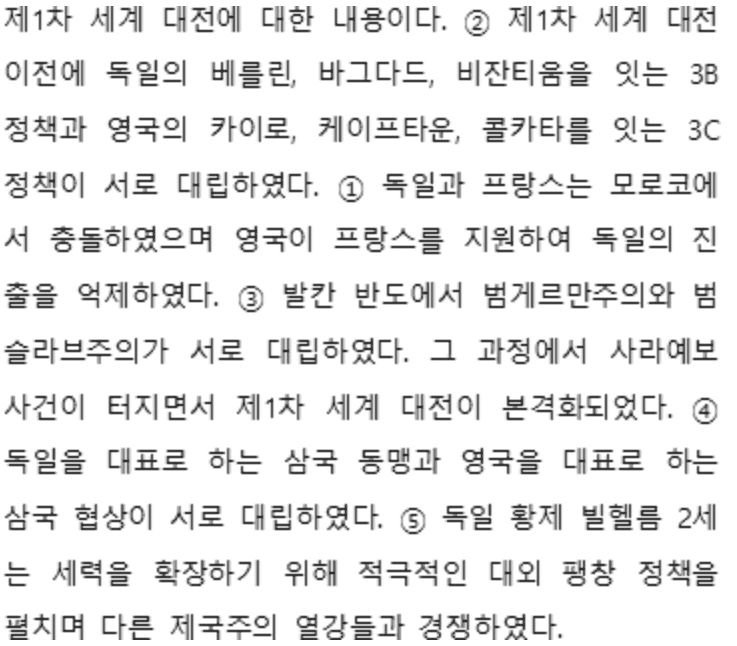 제1차 세계 대전에 대한 내용이다. ② 제1차 세계 대전
이전에 독일의 베를린, 바그다드, 비잔티움을 잇는 3B
정책과 영국의 카이로, 케이프타운, 콜카타를 잇는 3C
정책이 서로 대립하였다. ① 독일과 프랑스는 모로코에
서 충돌하였으며 영국이 프랑스를 지원하여 독일의 진
출을 억제하였다. ③ 발칸 반도에서 범게르만주의와 범
슬라브주의가 서로 대립하였다. 그 과정에서 사라예보
사건이 터지면서 제1차 세계 대전이 본격화되었다. ④
독일을 대표로 하는 삼국 동맹과 영국을 대표로 하는
삼국 협상이 서로 대립하였다. ⑤ 독일 황제 빌헬름 2세
는 세력을 확장하기 위해 적극적인 대외 팽창 정책을
펼치며 다른 제국주의 열강들과 경쟁하였다.